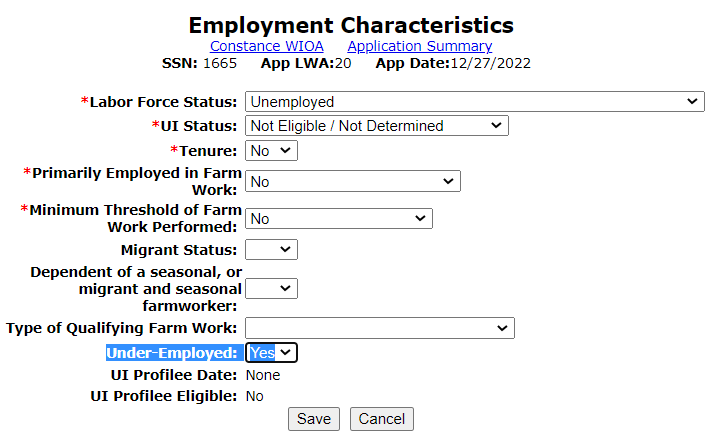 Employment Characteristics
Constance WIOA Application Summary
SSN: 1665 App LWA:20 App Date:12/27/2022
*Labor Force Status: Unemployed
*UI Status: Not Eligible / Not Determined
*Tenure: No
*Primarily Employed in Farm
Work: No
*Minimum Threshold of Farm
Work Performed: No
Migrant Status:
Dependent of a seasonal, or
migrant and seasonal
farmworker:
Type of Qualifying Farm Work:
Under-Employed: Yes
UI Profilee Date: None
UI Profilee Eligible: No
Save Cancel